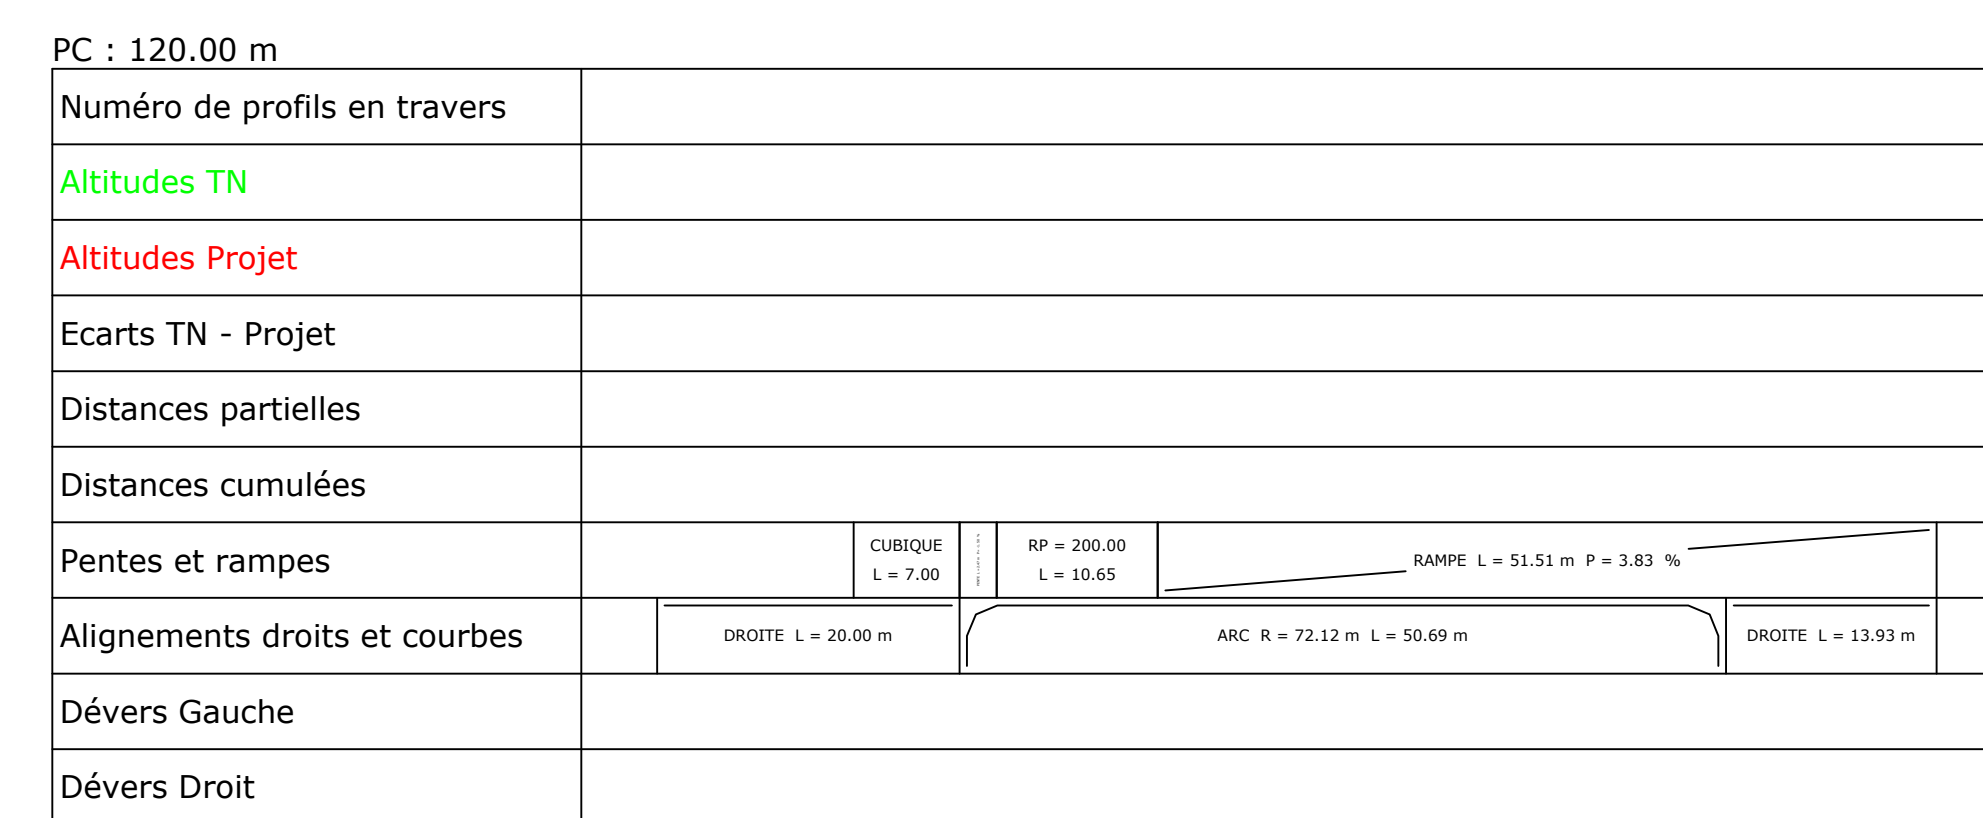 PC : 120.00 m
Numéro de profils en travers
Altitudes TN
Altitudes Projet
Ecarts TN - Projet
Distances partielles
Distances cumulées
Pentes et rampes
CUBIQUE
L = 7.00
RP = 200.00
L = 10.65
RAMPE L = 51.51 m P = 3.83 %
Alignements droits et courbes
DROITE L = 20.00 m
ARC R = 72.12 m L = 50.69 m
DROITE L = 13.93 m
Dévers Gauche
Dévers Droit